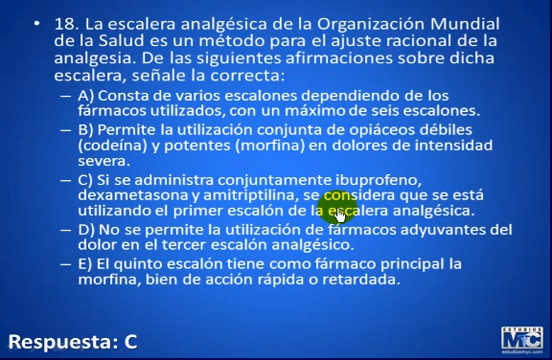 • 18. La escalera analgésica de la Organización Mundial
de la Salud es un método para el ajuste racional de la
analgesia. De las siguientes afirmaciones sobre dicha
escalera, señale la correcta:
– A) Consta de varios escalones dependiendo de los
fármacos utilizados, con un máximo de seis escalones.
– B) Permite la utilización conjunta de opiáceos débiles
(codeína) y potentes (morfina) en dolores de intensidad
severa.
– C) Si se administra conjuntamente ibuprofeno,
dexametasona y amitriptilina, se considera que se está
utilizando el primer escalón de la escalera analgésica.
– D) No se permite la utilización de fármacos adyuvantes del
dolor en el tercer escalón analgésico.
– E) El quinto escalón tiene como fármaco principal la
morfina, bien de acción rápida o retardada.
Respuesta: C
ESTUDIOS
MyC
estudiosmyc.com